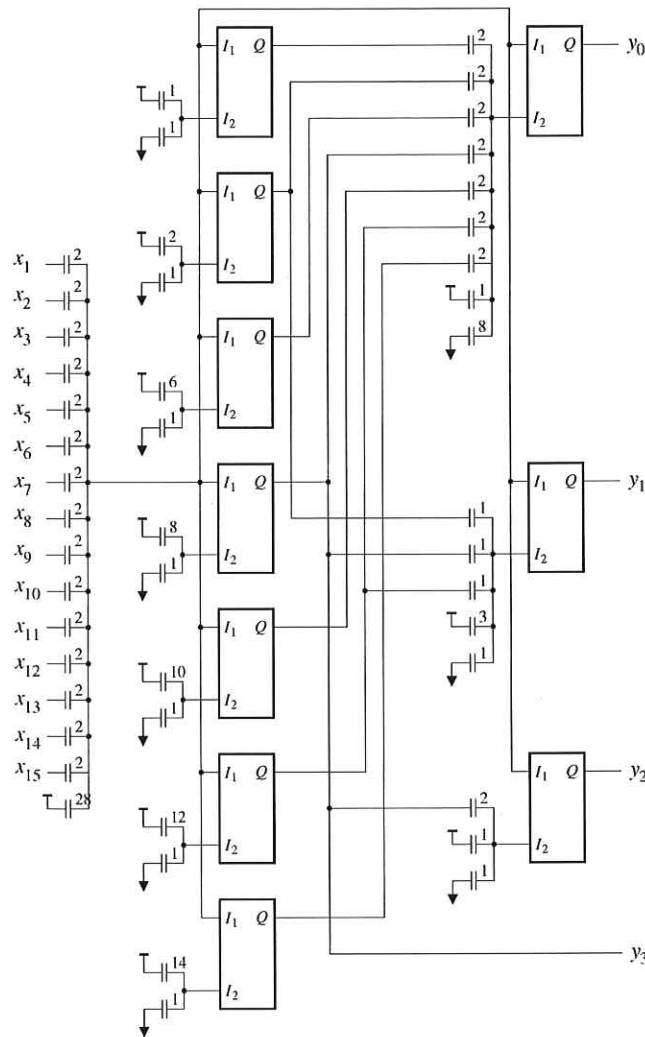 I1 Q 2 I1 Q y0
1 2
I2 2 I2
1 2
I1 Q 2
2 2
x1 2 I2 2
1 1
x2 2
x3 2 I1 Q 8
x4 2 6
x5 2 I2
1
x6 2
x7 2 I1 Q I1 Q y1
x8 2 8 1
x9 2 I2 1 I2
1
x10 2 1
x11 2 I1 Q 3
x12 2 10 1
x13 2 I2
1
x14 2
x15 2 I1 Q I1 Q y2
28 12 2
I2 1 I2
1 1
I1 Q
y3
14
I2
1